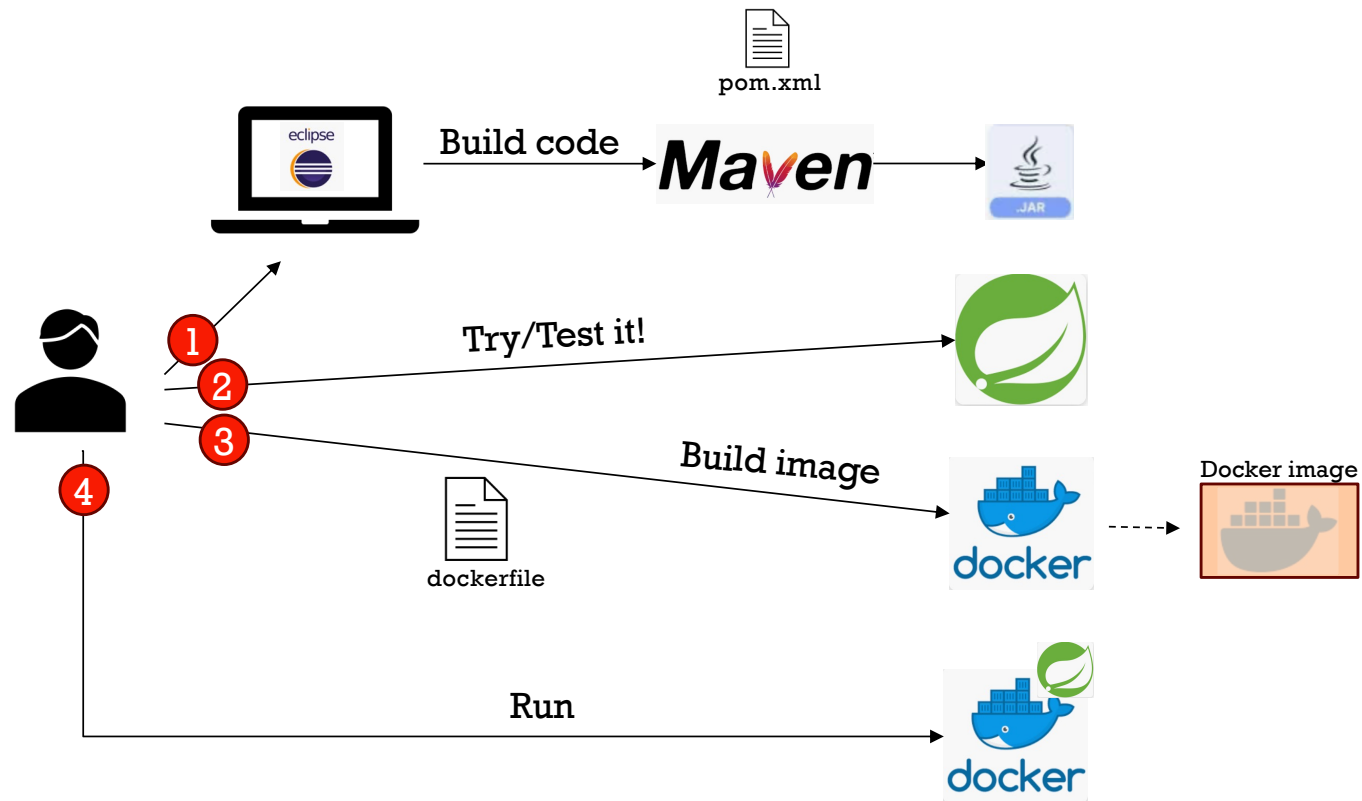 pom.xml
eclipse
Build code
Maven
.JAR
1
Try/Test it!
2
3
Build image
4
dockerfile
docker
Docker image
Run
docker